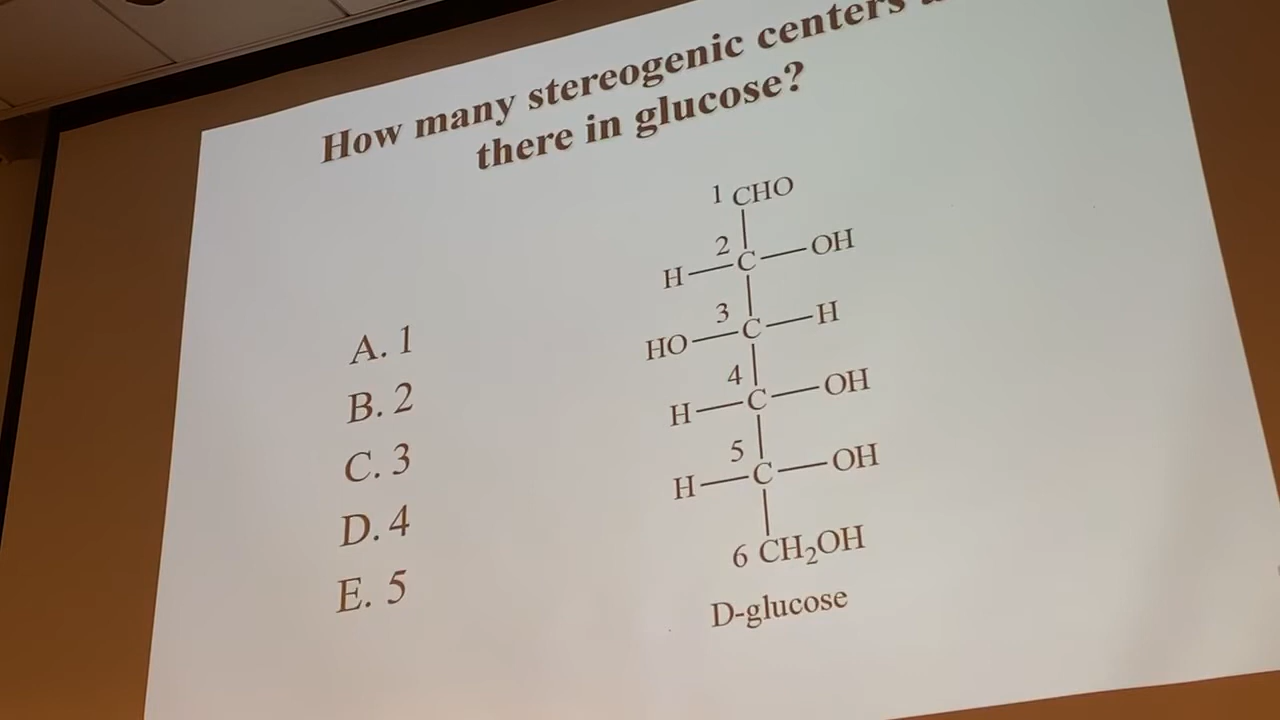 How many stereogenic centers
there in glucose?
A. 1
B. 2
C. 3
D. 4
E. 5
1 CHO
2
H C OH
3
HO C H
4
H C OH
5
H C OH
6 CH₂OH
D-glucose